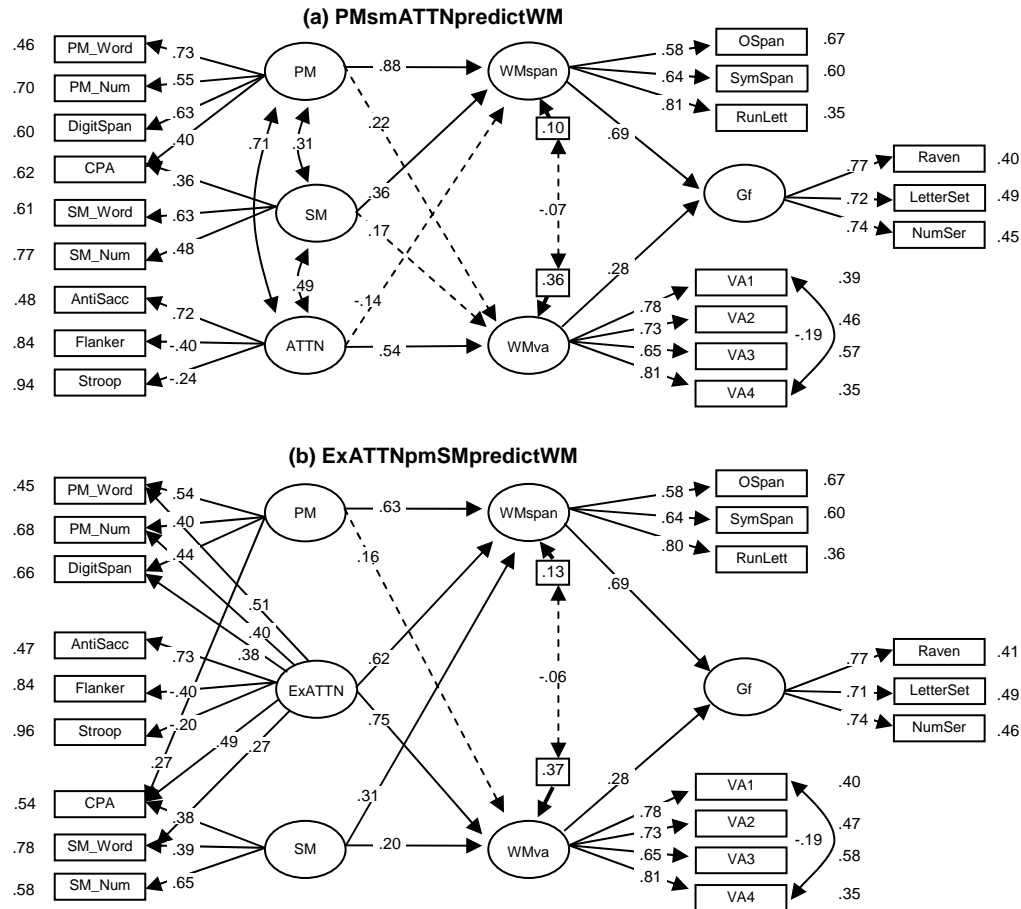 (a) PMsmATTNpredictWM
.46 PM_Word .73 PM .88 WMspan .58 OSpan .67
.70 PM_Num .55 .64 SymSpan .60
.60 DigitSpan .63 .22 .10 .81 RunLett .35
.62 CPA .40 .71 .31 .69 Raven .40
.36 .77
.61 SM_Word .63 SM .36 -.07 Gf .72 LetterSet .49
.77 SM_Num .48 .17 .74 NumSer .45
.48 AntiSacc .72 .49 -.14 .36 .28 .78 VA1 .39
.84 Flanker -.40 ATTN .54 WMva .73 VA2 -.19 .46
.94 Stroop -.24 .65 VA3 .57
.81 VA4 .35
(b) ExATTNpmSMpredictWM
.45 PM_Word .54 PM .63 WMspan .58 OSpan .67
.68 PM_Num .40 .64 SymSpan .60
.66 DigitSpan .44 .16 .13 .80 RunLett .36
.51 .69
.40
.47 AntiSacc .38 .62 .77 Raven .41
.73
.84 Flanker -.40 ExATTN -.06 Gf .71 LetterSet .49
.96 Stroop -.20 .75 .74 NumSer .46
.49 .27
.27
.54 CPA .38 .31 .37 .28 .78 VA1 .40
.78 SM_Word .39 SM .20 WMva .73 VA2 -.19 .47
.58 SM_Num .65 .65 VA3 .58
.81 VA4 .35